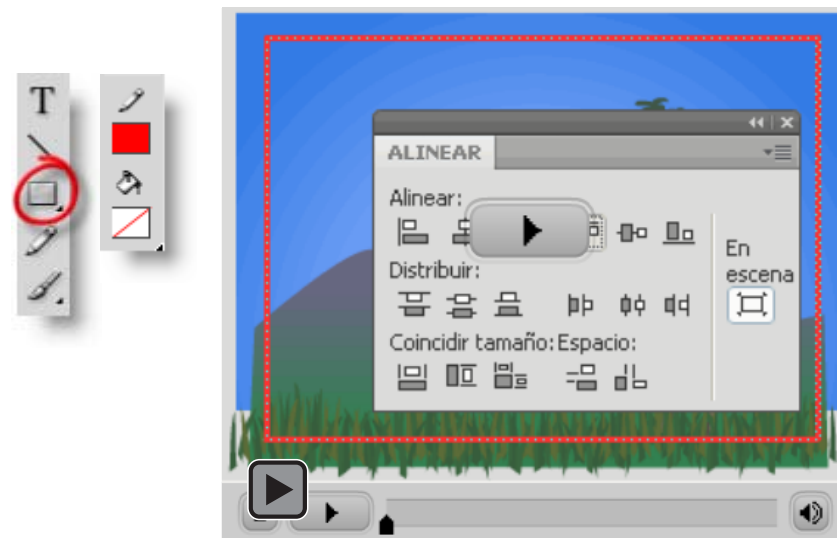 T
ALINEAR
Alinear:
En
escena
Distribuir:
Coincidir tamaño: Espacio: